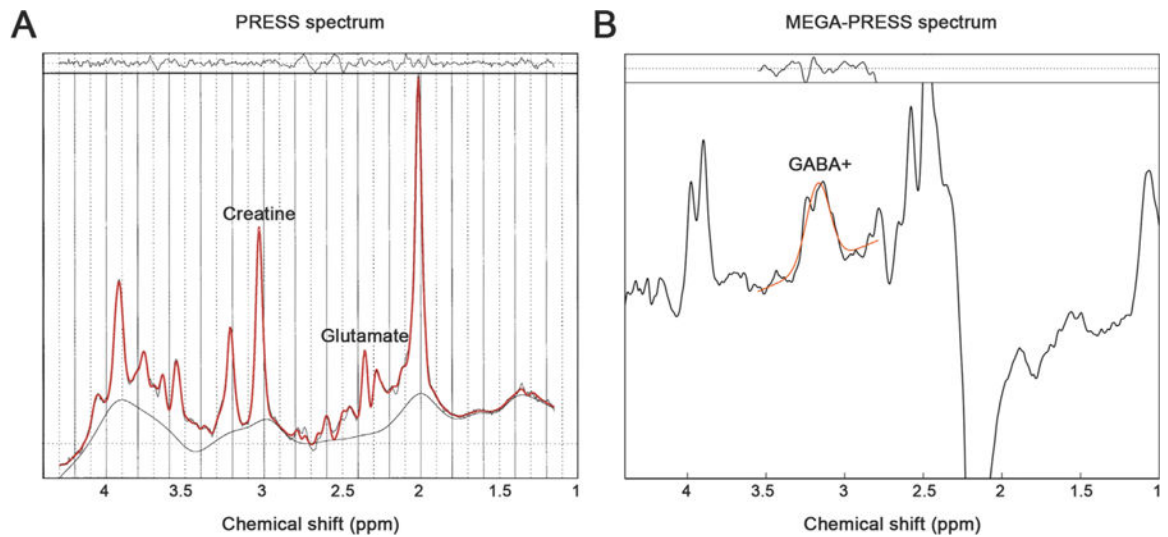 A
PRESS spectrum
Creatine
Glutamate
4 3.5 3 2.5 2 1.5 1
Chemical shift (ppm)
B
MEGA-PRESS spectrum
GABA+
4 3.5 3 2.5 2 1.5 1
Chemical shift (ppm)